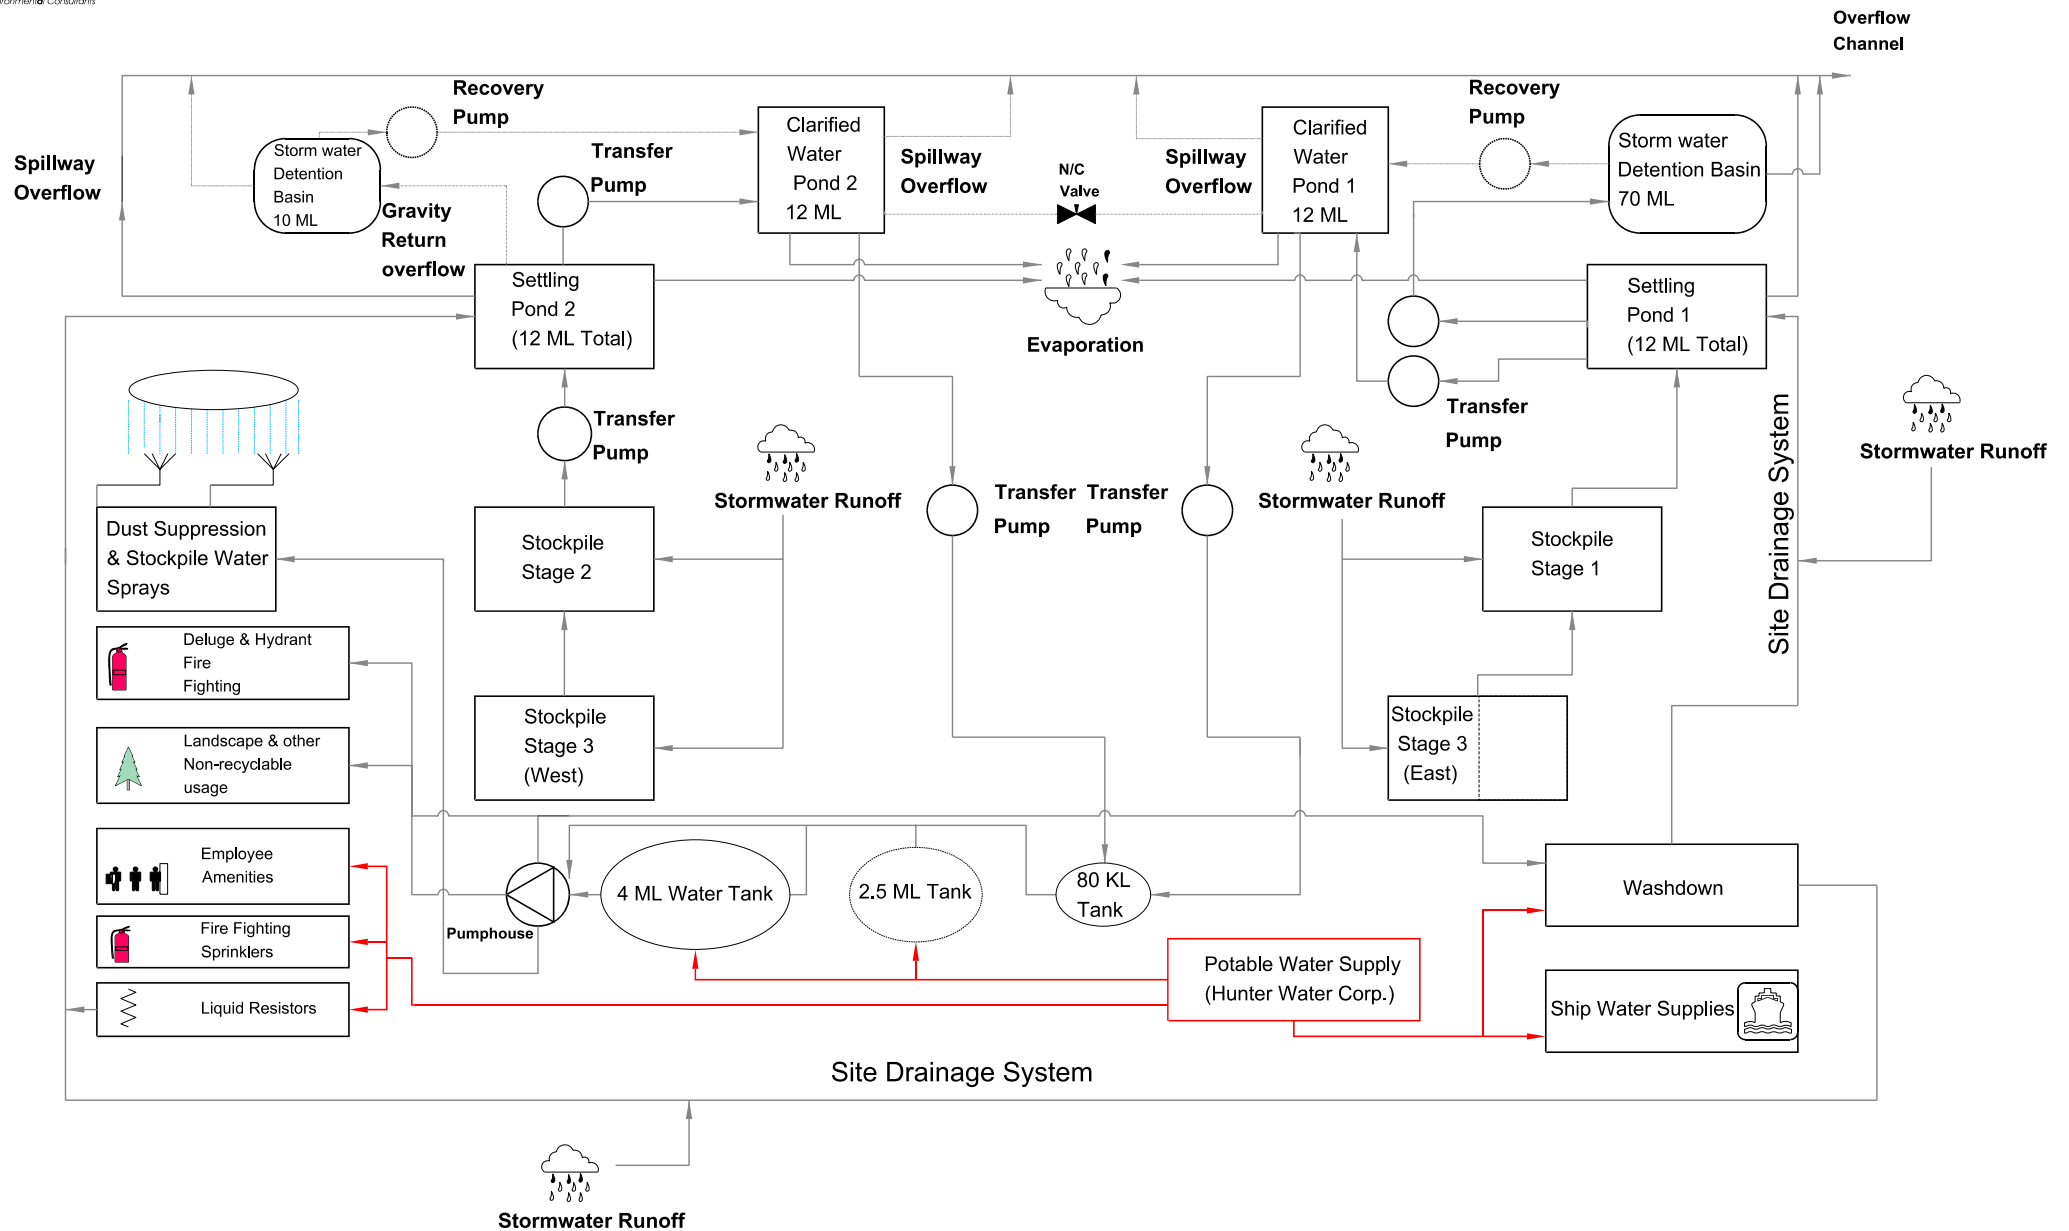 Environmental Consultants
Overflow
Channel
Recovery
Pump
Recovery
Pump
Spillway
Overflow
Storm water
Detention
Basin
10 ML
Transfer
Pump
Clarified
Water
Pond 2
12 ML
Spillway
Overflow
N/C
Valve
Spillway
Overflow
Clarified
Water
Pond 1
12 ML
Storm water
Detention Basin
70 ML
Gravity
Return
overflow
Settling
Pond 2
(12 ML Total)
Evaporation
Settling
Pond 1
(12 ML Total)
Transfer
Pump
Transfer
Pump
Stormwater Runoff
Transfer
Pump
Transfer
Pump
Stormwater Runoff
Site Drainage System
Stormwater Runoff
Dust Suppression
& Stockpile Water
Sprays
Stockpile
Stage 2
Stockpile
Stage 1
Deluge & Hydrant
Fire
Fighting
Stockpile
Stage 3
(West)
Stockpile
Stage 3
(East)
Landscape & other
Non-recyclable
usage
Employee
Amenities
Pumphouse
4 ML Water Tank
2.5 ML Tank
80 KL
Tank
Washdown
Fire Fighting
Sprinklers
Potable Water Supply
(Hunter Water Corp.)
Liquid Resistors
Ship Water Supplies
Site Drainage System
Stormwater Runoff